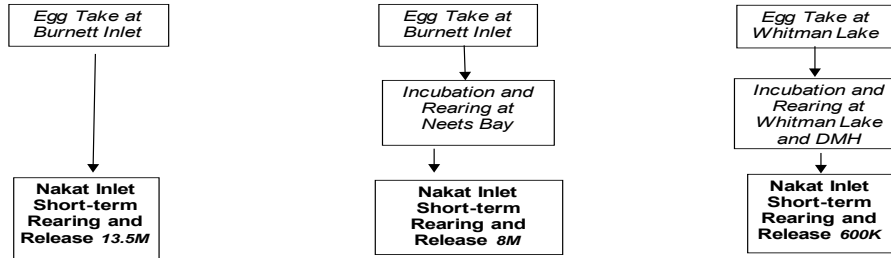 Egg Take at
Burnett Inlet
Nakat Inlet
Short-term
Rearing and
Release 13.5M
Egg Take at
Burnett Inlet
Incubation and
Rearing at
Neets Bay
Nakat Inlet
Short-term
Rearing and
Release 8M
Egg Take at
Whitman Lake
Incubation and
Rearing at
Whitman Lake
and DMH
Nakat Inlet
Short-term
Rearing and
Release 600K